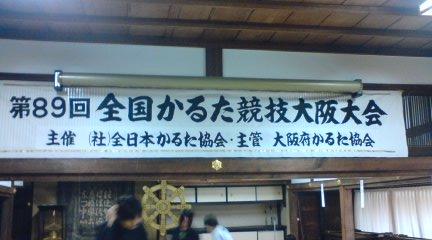 第89回 全国かるた競技大阪大会
主催 (社)全日本かるた協会・主管 大阪府かるた協会